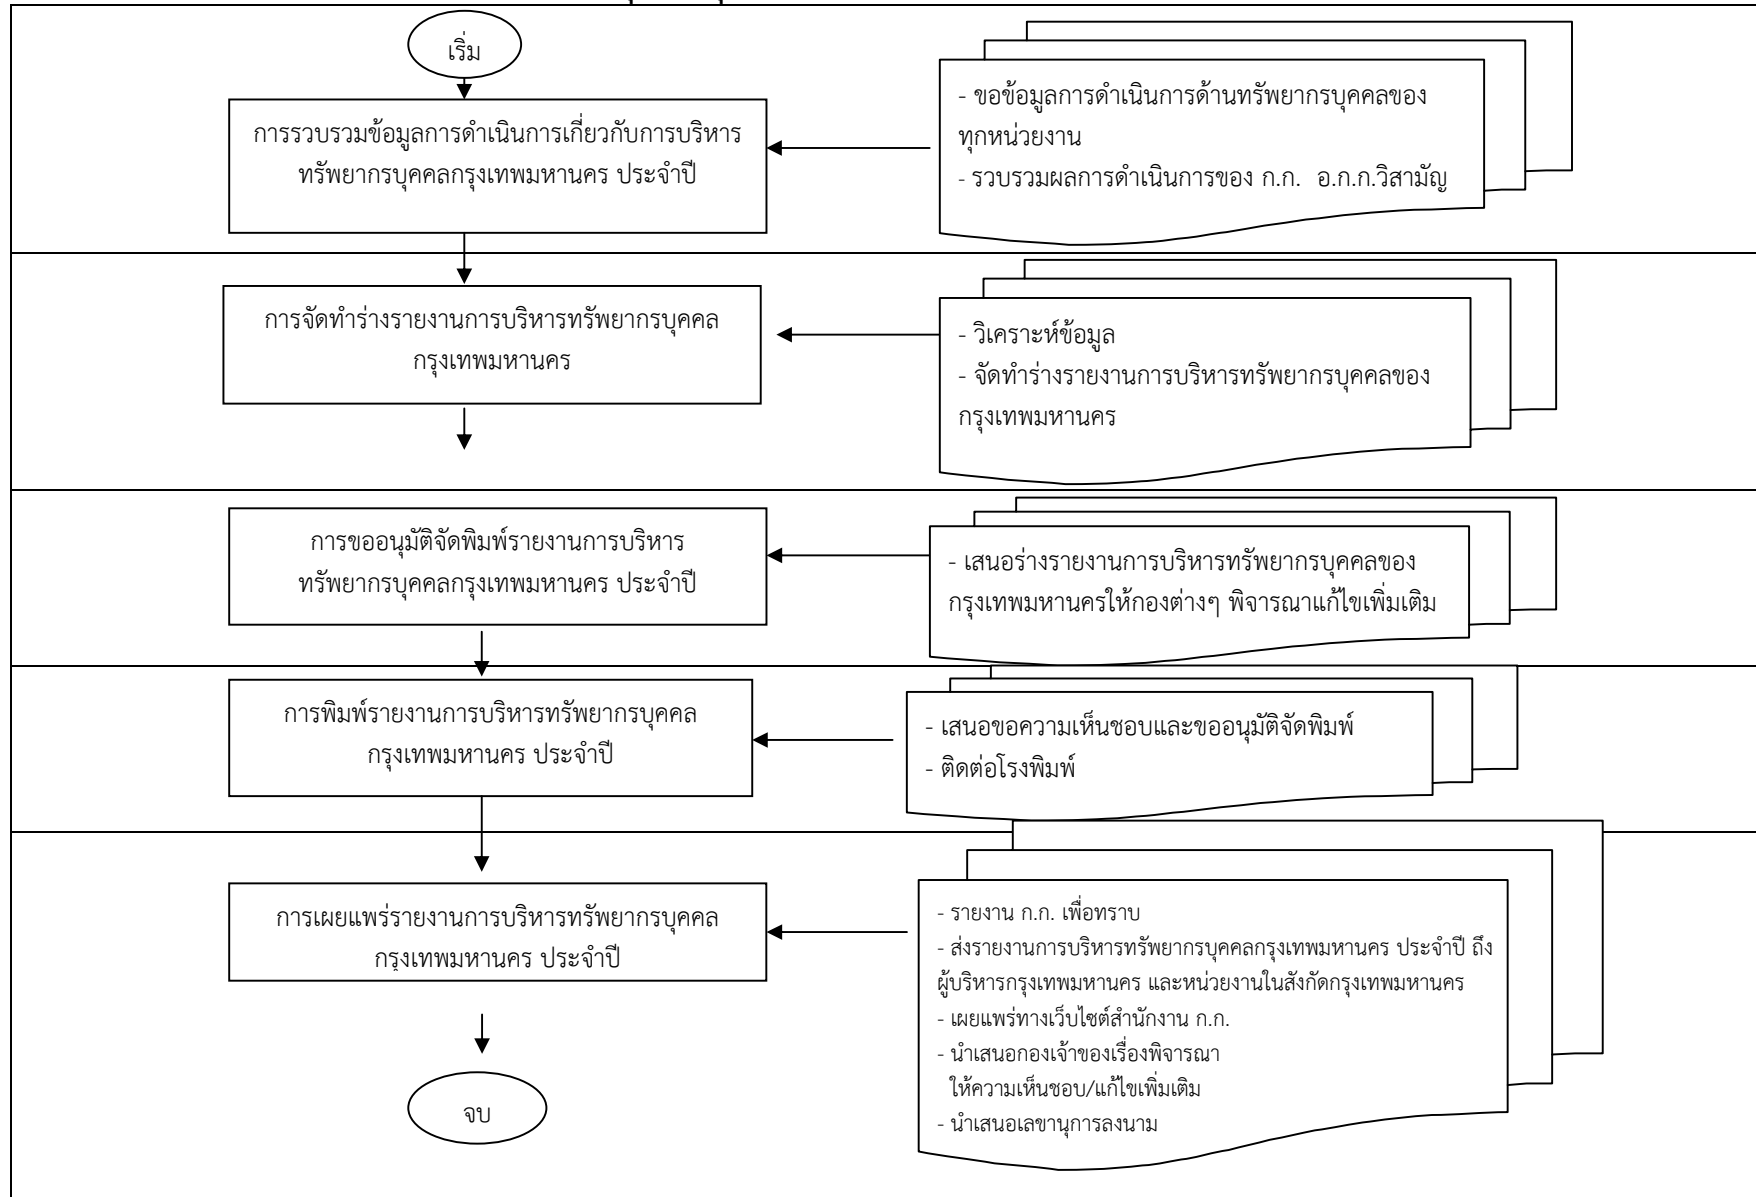 เริ่ม
การรวบรวมข้อมูลการดำเนินการเกี่ยวกับการบริหาร
ทรัพยากรบุคคลกรุงเทพมหานคร ประจำปี
- ขอข้อมูลการดำเนินการด้านทรัพยากรบุคคลของ
ทุกหน่วยงาน
- รวบรวมผลการดำเนินการของ ก.ก. อ.ก.ก.วิสามัญ
การจัดทำร่างรายงานการบริหารทรัพยากรบุคคล
กรุงเทพมหานคร
- วิเคราะห์ข้อมูล
- จัดทำร่างรายงานการบริหารทรัพยากรบุคคลของ
กรุงเทพมหานคร
การขออนุมัติจัดพิมพ์รายงานการบริหาร
ทรัพยากรบุคคลกรุงเทพมหานคร ประจำปี
- เสนอร่างรายงานการบริหารทรัพยากรบุคคลของ
กรุงเทพมหานครให้กองต่างๆ พิจารณาแก้ไขเพิ่มเติม
การพิมพ์รายงานการบริหารทรัพยากรบุคคล
กรุงเทพมหานคร ประจำปี
- เสนอขอความเห็นชอบและขออนุมัติจัดพิมพ์
- ติดต่อโรงพิมพ์
การเผยแพร่รายงานการบริหารทรัพยากรบุคคล
กรุงเทพมหานคร ประจำปี
- รายงาน ก.ก. เพื่อทราบ
- ส่งรายงานการบริหารทรัพยากรบุคคลกรุงเทพมหานคร ประจำปี ถึง
ผู้บริหารกรุงเทพมหานคร และหน่วยงานในสังกัดกรุงเทพมหานคร
- เผยแพร่ทางเว็บไซต์สำนักงาน ก.ก.
- นำเสนอกองเจ้าของเรื่องพิจารณา
ให้ความเห็นชอบ/แก้ไขเพิ่มเติม
- นำเสนอเลขานุการลงนาม
จบ